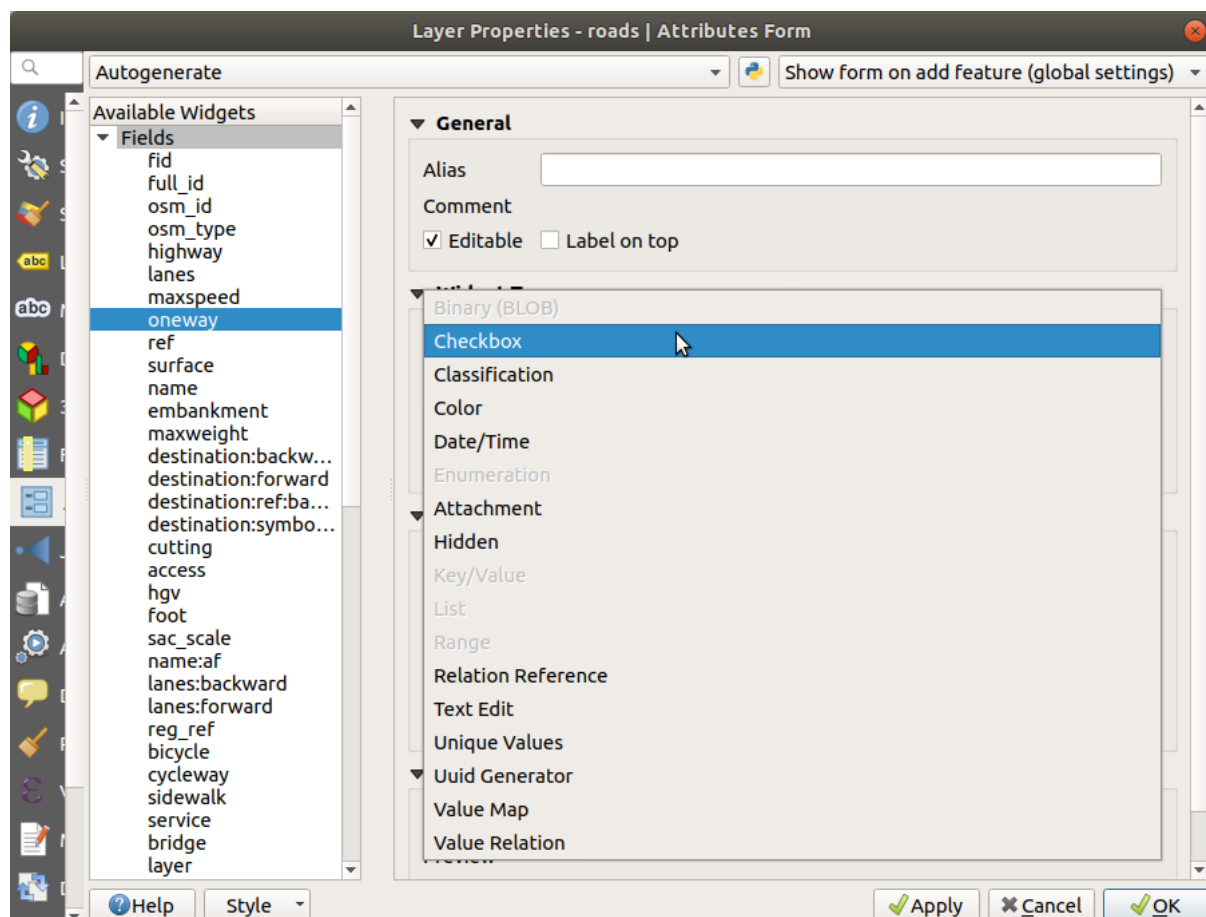 Layer Properties - roads | Attributes Form
Autogenerate
Show form on add feature (global settings)
Available Widgets
Fields
fid
full_id
osm_id
osm_type
highway
lanes
maxspeed
oneway
ref
surface
name
embankment
maxweight
destination:backw...
destination:forward
destination:ref:ba...
destination:symbo...
cutting
access
hgv
foot
sac_scale
name:af
lanes:backward
lanes:forward
reg_ref
bicycle
cycleway
sidewalk
service
bridge
layer
General
Alias
Comment
Editable
Label on top
Binary (BLOB)
Checkbox
Classification
Color
Date/Time
Enumeration
Attachment
Hidden
Key/Value
List
Range
Relation Reference
Text Edit
Unique Values
Uuid Generator
Value Map
Value Relation
abc
abc
Help
Style
Apply
Cancel
OK